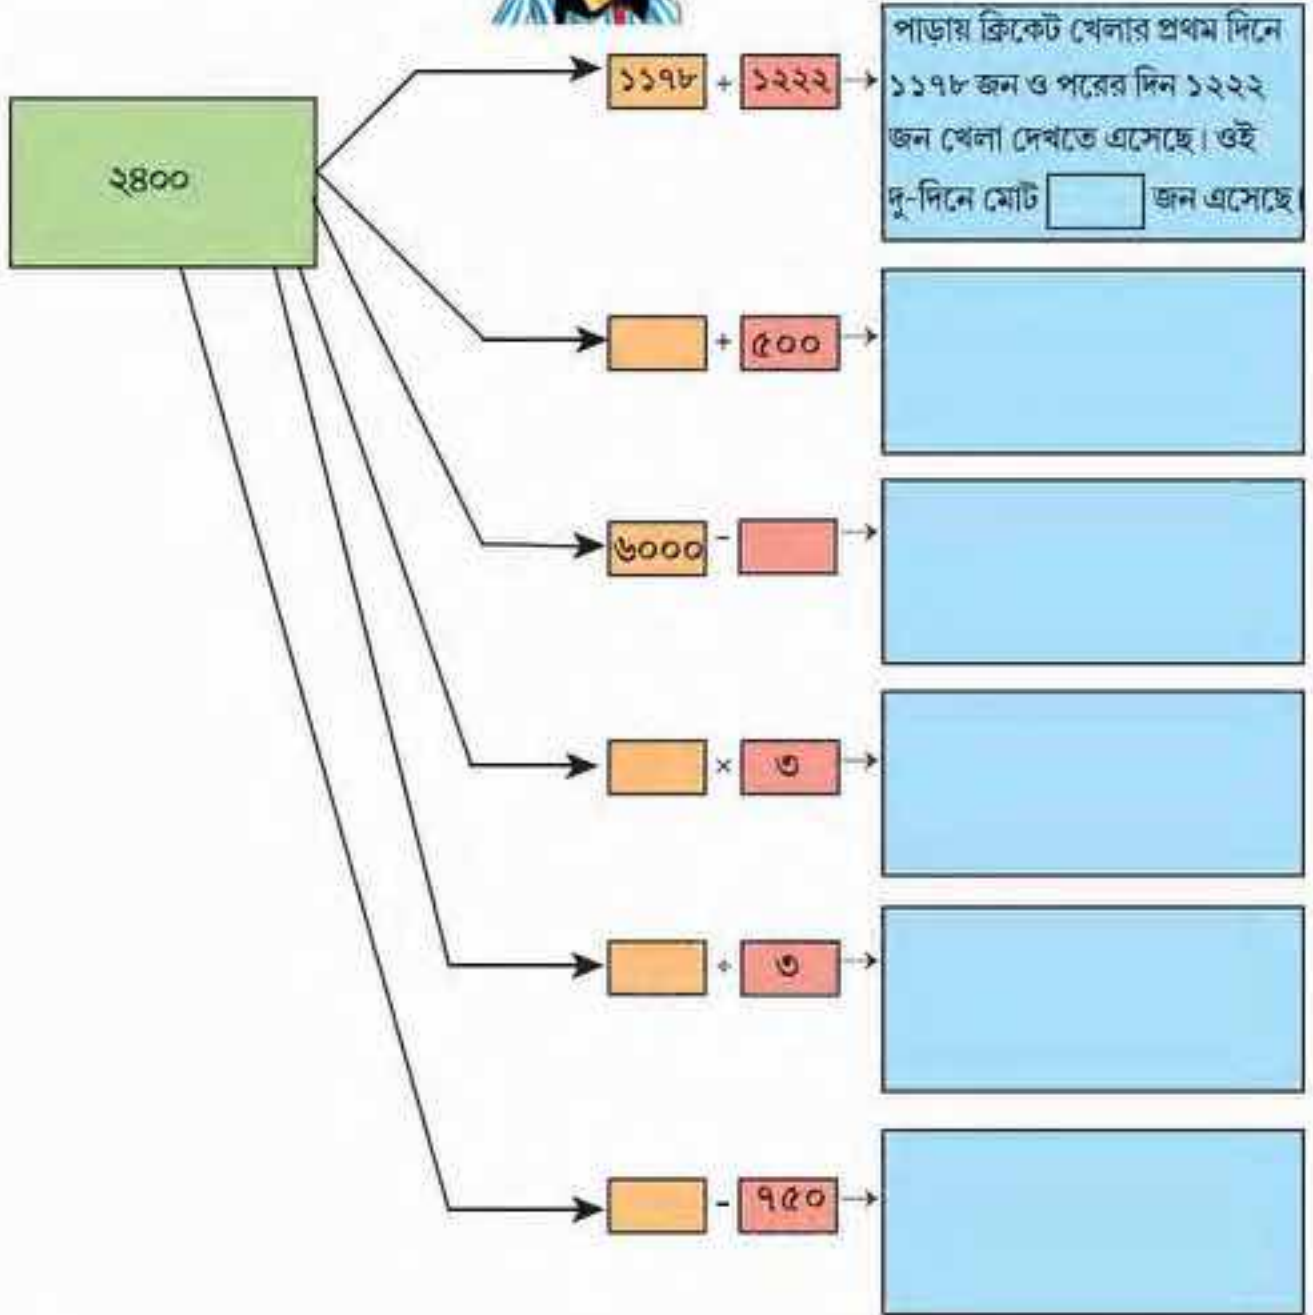 ২৪০০
১১৭৮ + ১২২২
পাড়ায় ক্রিকেট খেলার প্রথম দিনে
১১৭৮ জন ও পরের দিন ১২২২
জন খেলা দেখতে এসেছে। ওই
দু-দিনে মোট জন এসেছে।
+ ৫০০
৬০০০ -
× ৩
÷ ৩
- ৭৫০